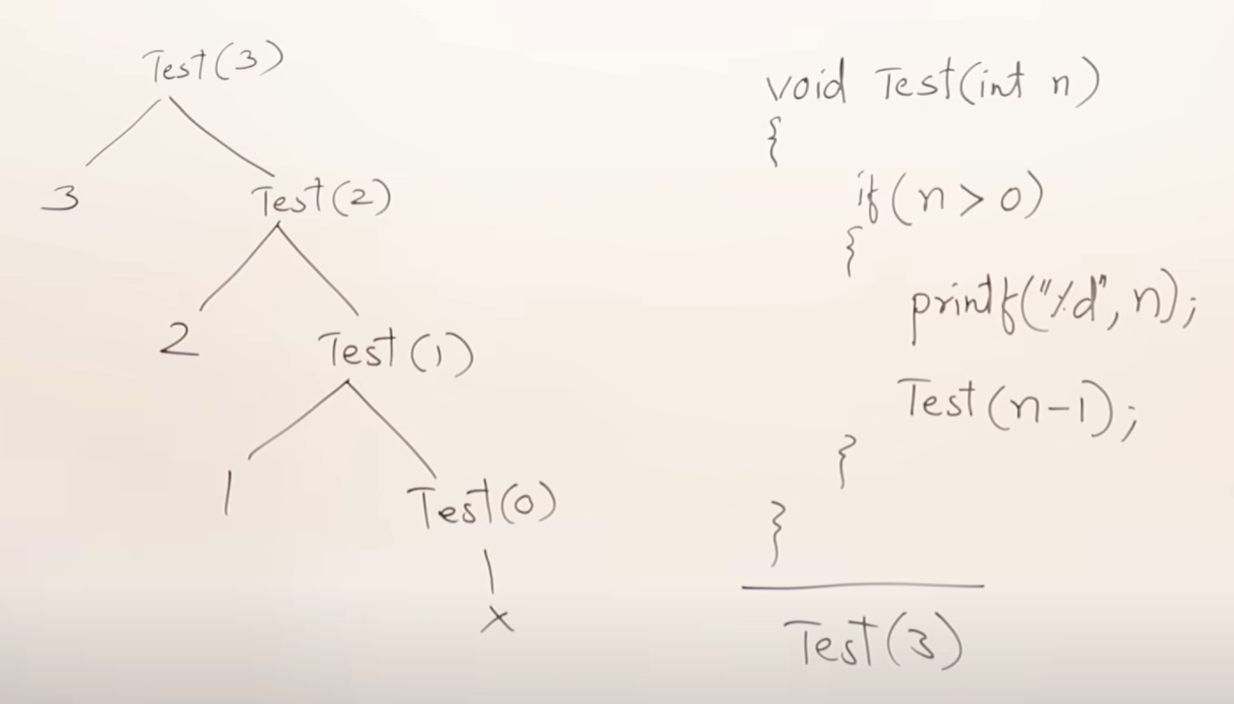 Test(3)
3
Test(2)
2
Test(1)
1
Test(0)
x
void Test(int n)
{
if(n>0)
{
printf("%d", n);
Test(n-1);
}
}
Test(3)